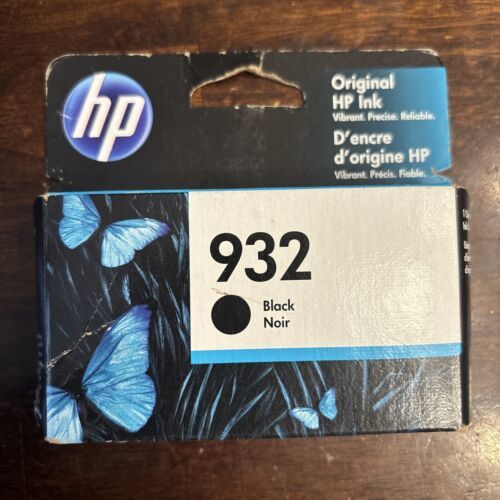 hp
Original
HP Ink
Vibrant. Precise. Reliable.
D'encre
d'origine HP
Vibrant. Précis. Fiable.
932
Black
Noir